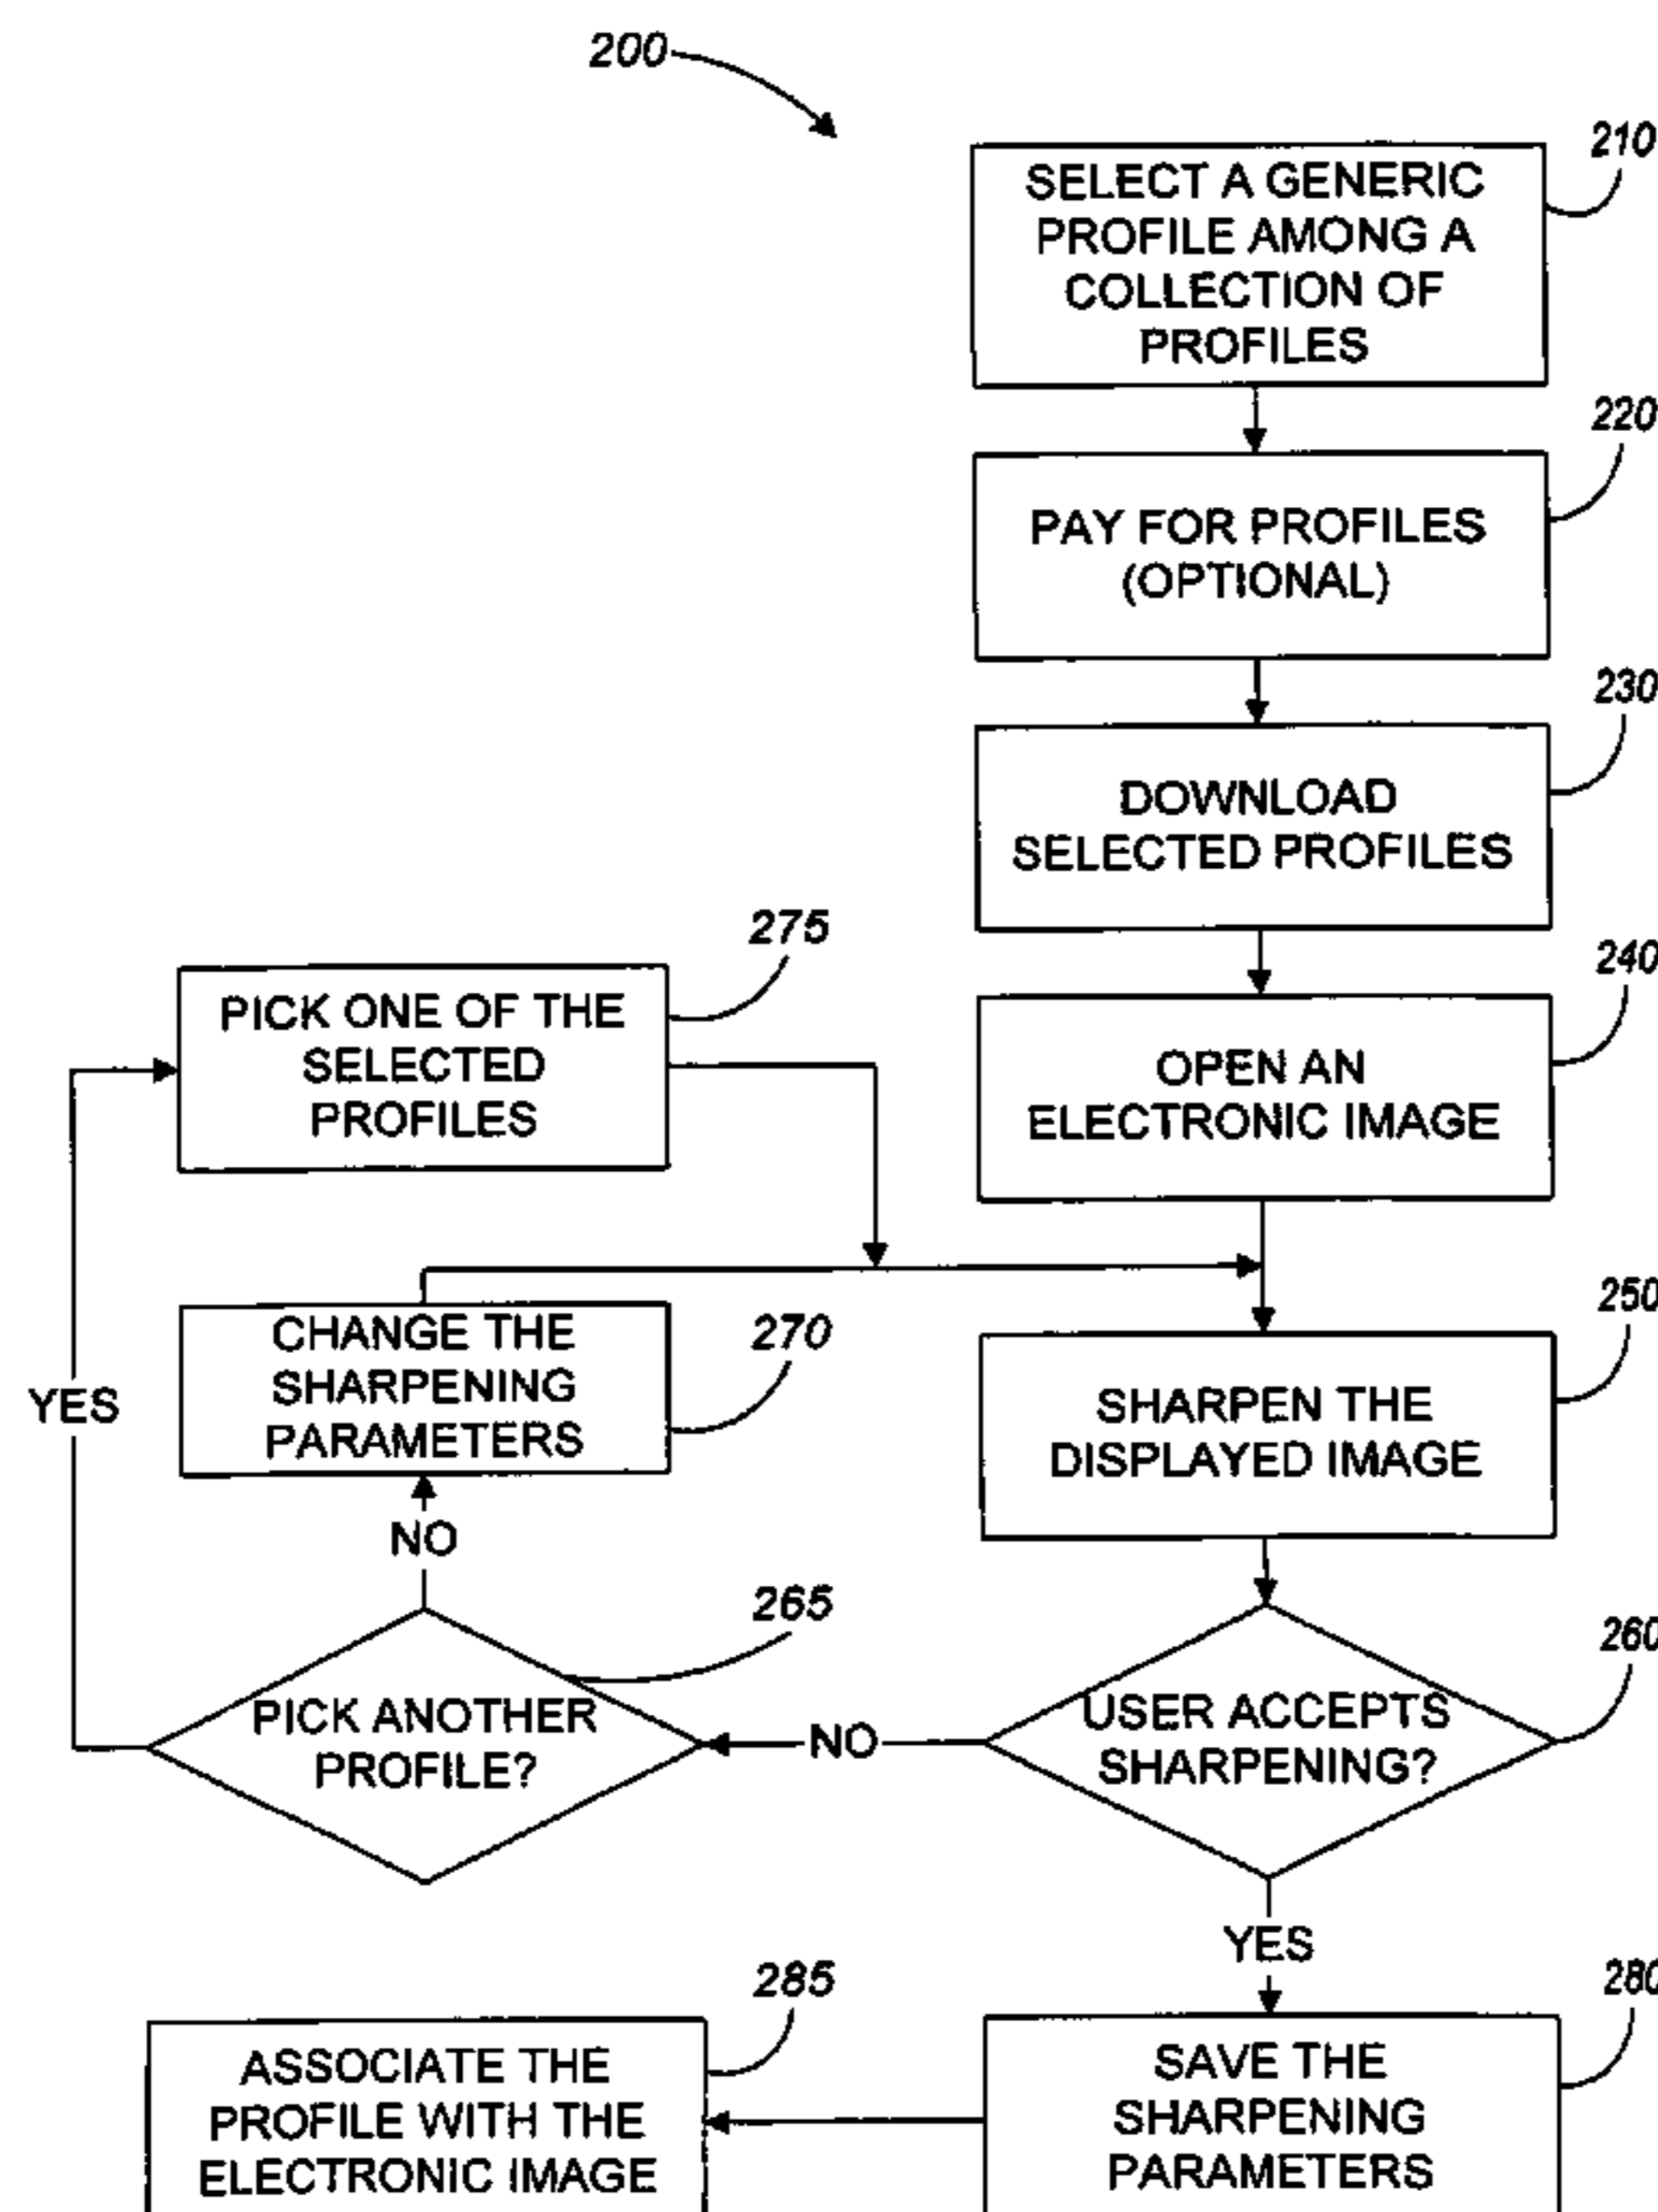 200
210
SELECT A GENERIC
PROFILE AMONG A
COLLECTION OF
PROFILES
220
PAY FOR PROFILES
(OPTIONAL)
230
DOWNLOAD
SELECTED PROFILES
275
PICK ONE OF THE
SELECTED
PROFILES
240
OPEN AN
ELECTRONIC IMAGE
270
CHANGE THE
SHARPENING
PARAMETERS
250
SHARPEN THE
DISPLAYED IMAGE
YES
NO
265
PICK ANOTHER
PROFILE?
NO
260
USER ACCEPTS
SHARPENING?
YES
285
ASSOCIATE THE
PROFILE WITH THE
ELECTRONIC IMAGE
280
SAVE THE
SHARPENING
PARAMETERS